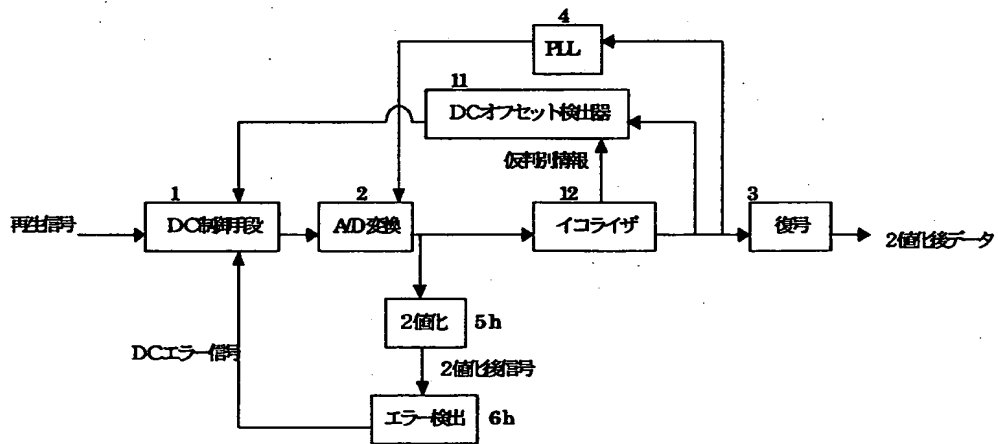 4
PLL
11
DCオフセット検出器
仮判別情報
1
2
12
3
再生信号
DC制御手段
A/D変換
イコライザ
復号
2値化後データ
2値化
5h
DCエラー信号
2値化後信号
エラー検出
6h